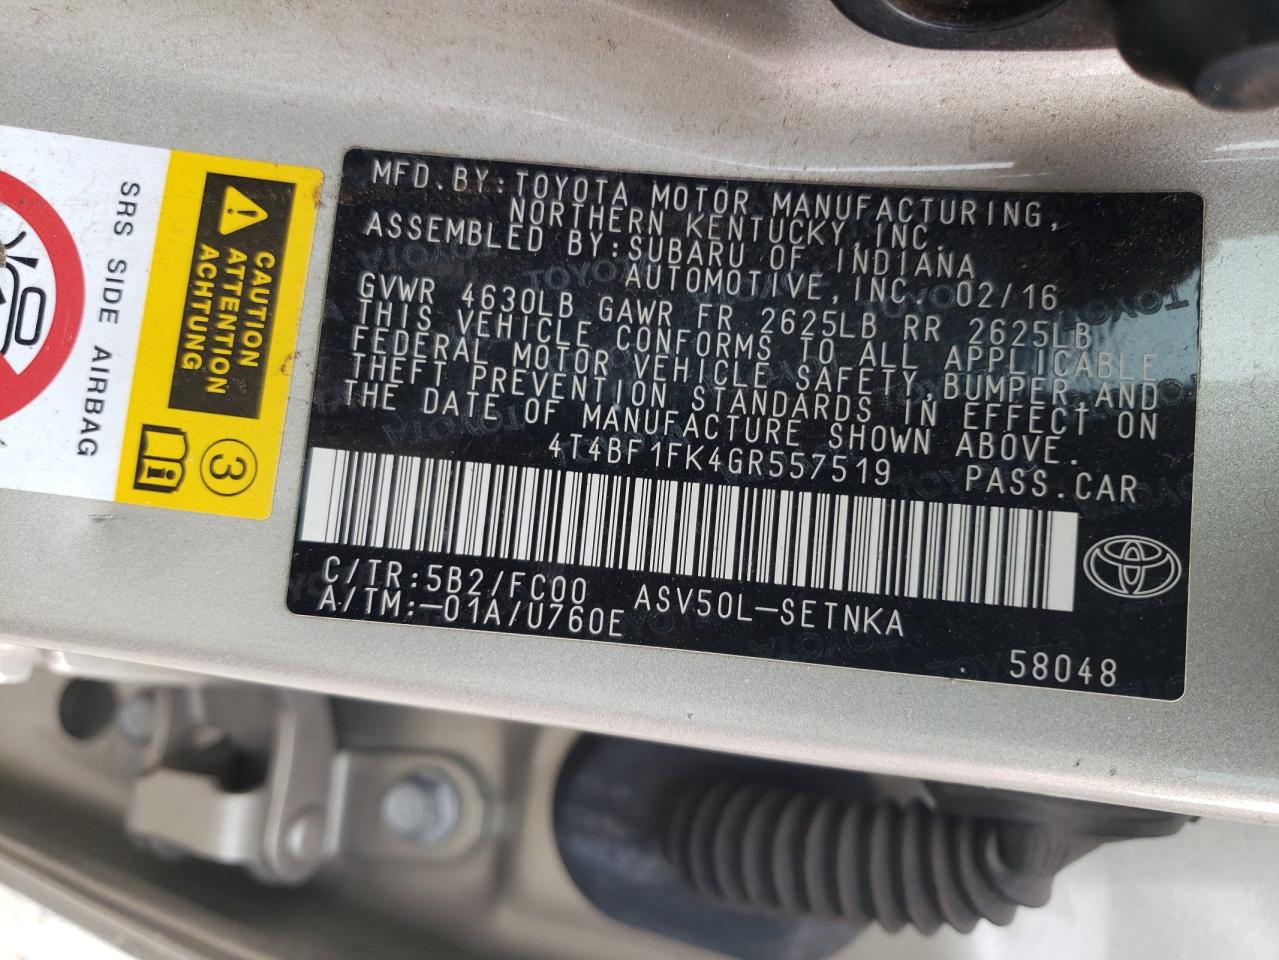 MFD.BY:TOYOTA MOTOR MANUFACTURING,
NORTHERN KENTUCKY,INC.
ASSEMBLED BY:SUBARU OF INDIANA
AUTOMOTIVE,INC. 02/16
GVWR 4630LB GAWR FR 2625LB RR 2625LB
THIS VEHICLE CONFORMS TO ALL APPLICABLE
FEDERAL MOTOR VEHICLE SAFETY,BUMPER,AND
THEFT PREVENTION STANDARDS IN EFFECT ON
THE DATE OF MANUFACTURE SHOWN ABOVE.
4T4BF1FK4GR557519 PASS.CAR
C/TR:5B2/FC00 ASV50L-SETNKA
A/TM:-01A/U760E
58048
SRS SIDE AIRBAG
CAUTION
ATTENTION
ACHTUNG
3